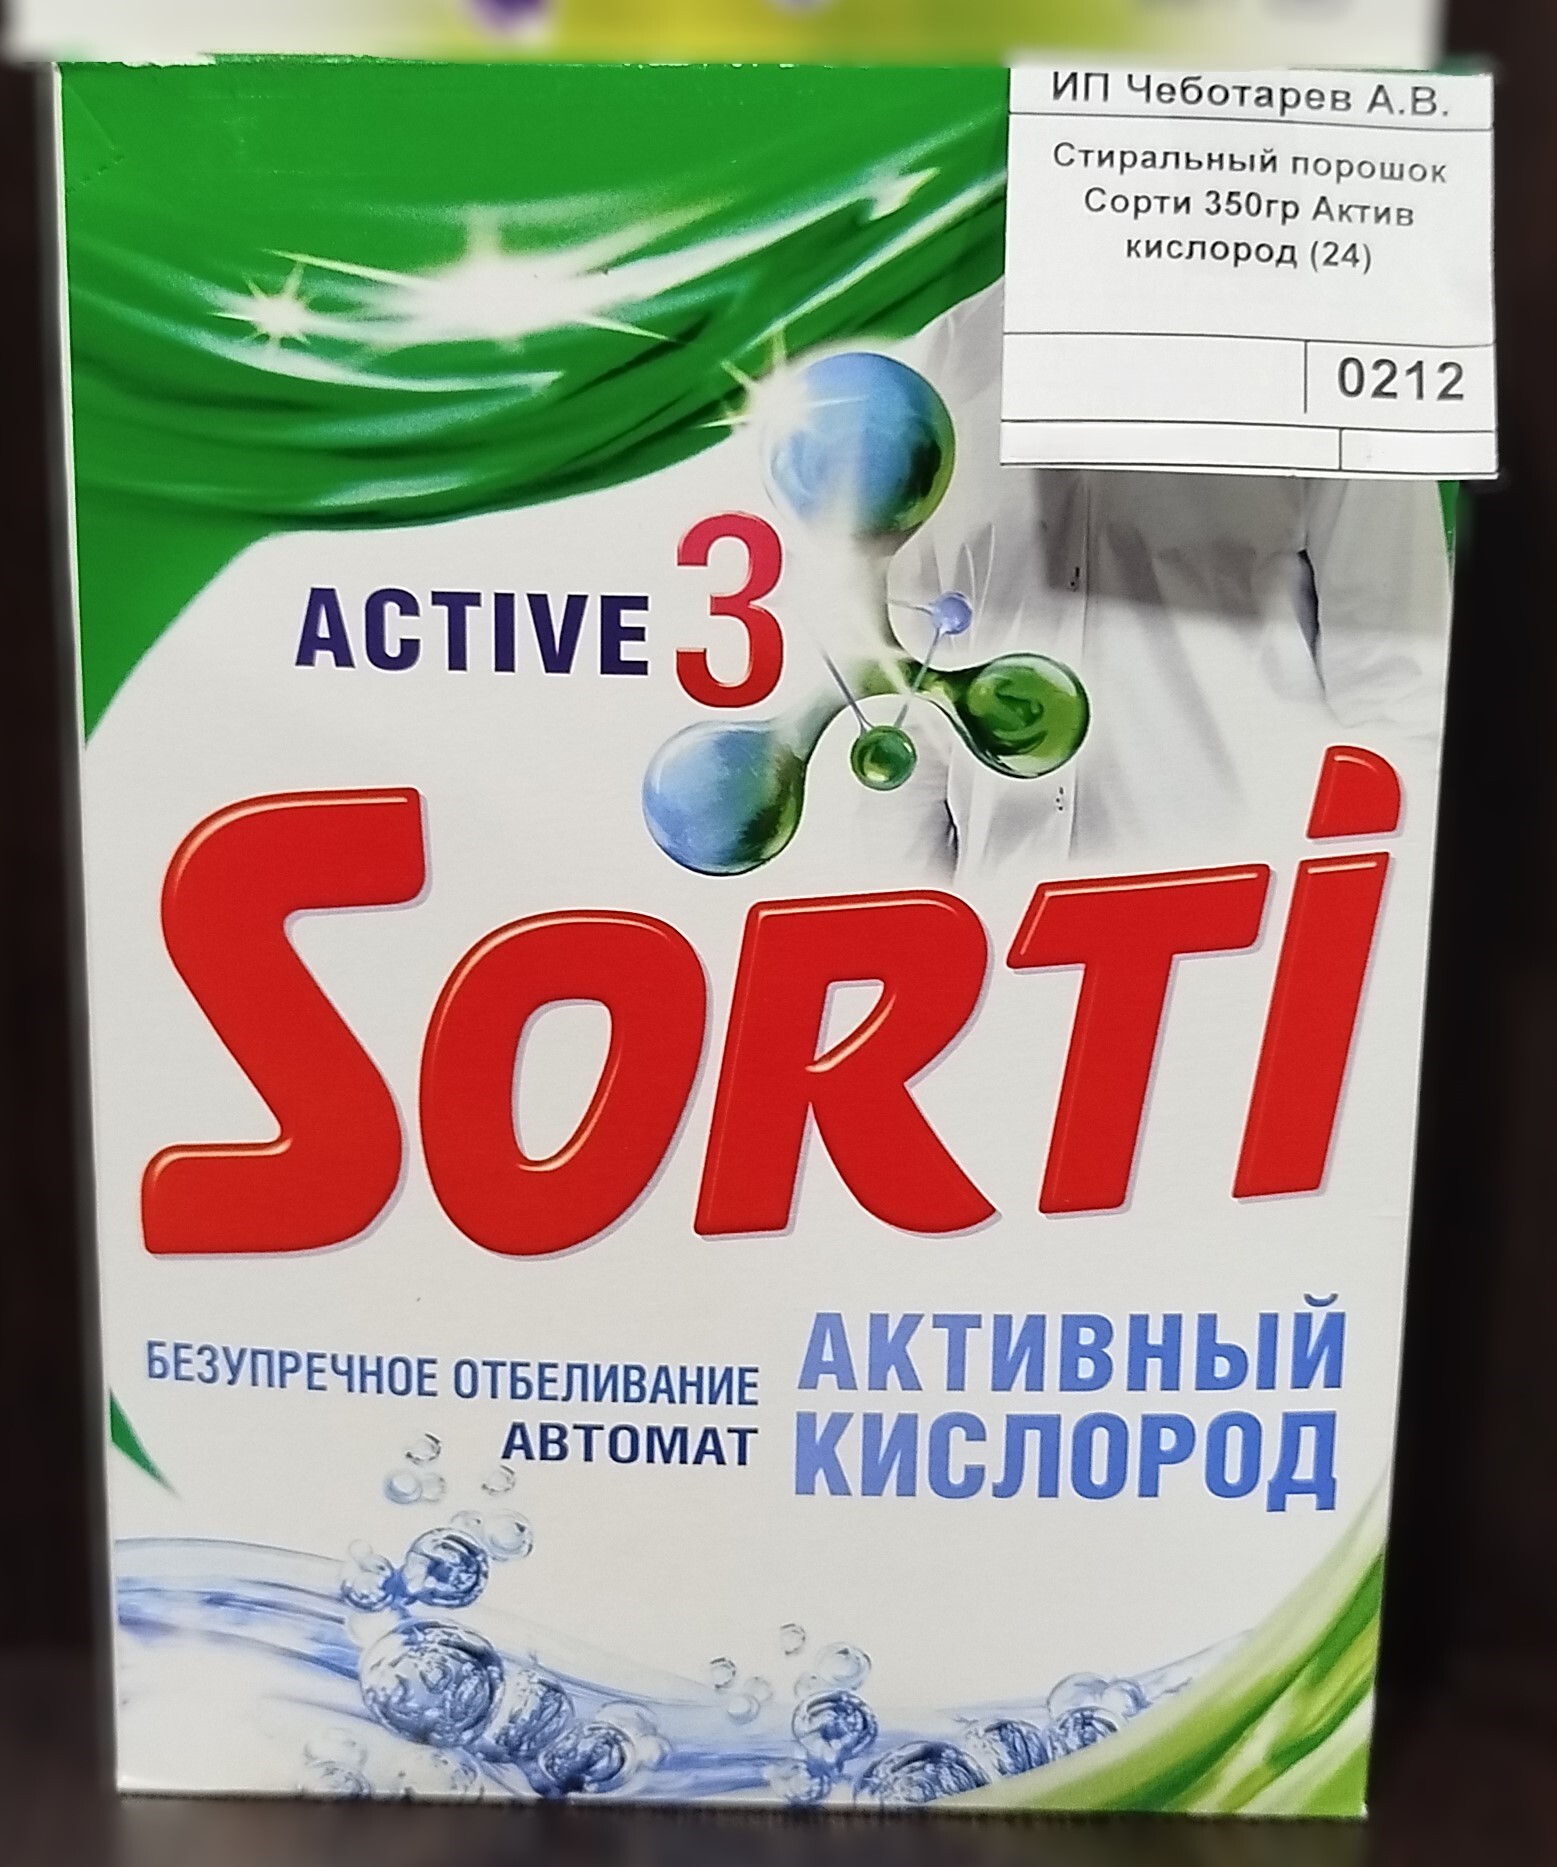 ИП Чеботарев А.В.
Стиральный порошок
Сорти 350гр Актив
кислород (24)
0212
ACTIVE 3
SORTI
БЕЗУПРЕЧНОЕ ОТБЕЛИВАНИЕ
АВТОМАТ
АКТИВНЫЙ
КИСЛОРОД